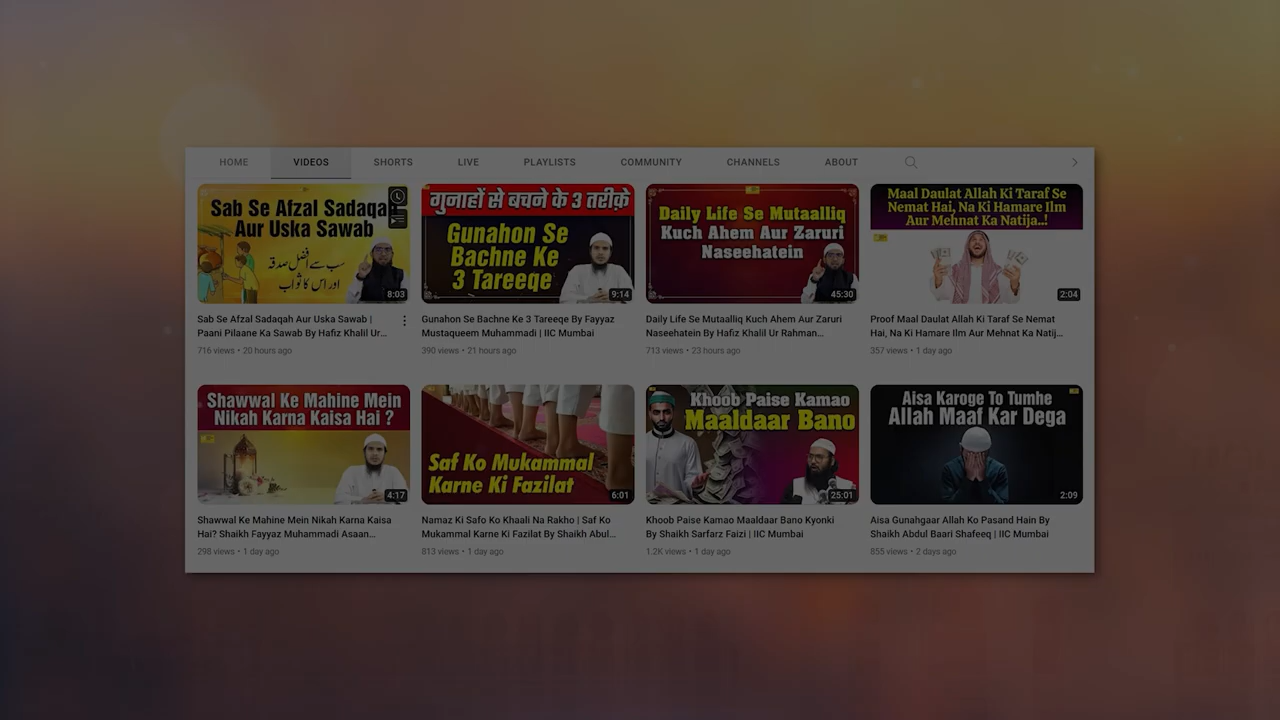 HOME VIDEOS SHORTS LIVE PLAYLISTS COMMUNITY CHANNELS ABOUT
Sab Se Afzal Sadaqah
Aur Uska Sawab
سب سے افضل صدقہ
اور اس کا ثواب
8:03
Sab Se Afzal Sadaqah Aur Uska Sawab |
Paani Pilaane Ka Sawab By Hafiz Khalil Ur...
716 views • 20 hours ago
गुनाहों से बचने के 3 तरीक़े
Gunahon Se
Bachne Ke
3 Tareeqe
9:14
Gunahon Se Bachne Ke 3 Tareeqe By Fayyaz
Mustaqueem Muhammadi | IIC Mumbai
390 views • 21 hours ago
Daily Life Se Mutaalliq
Kuch Ahem Aur Zaruri
Naseehatein
45:30
Daily Life Se Mutaalliq Kuch Ahem Aur Zaruri
Naseehatein By Hafiz Khalil Ur Rahman...
713 views • 23 hours ago
Maal Daulat Allah Ki Taraf Se
Nemat Hai, Na Ki Hamare Ilm
Aur Mehnat Ka Natija..!
2:04
Proof Maal Daulat Allah Ki Taraf Se Nemat
Hai, Na Ki Hamare Ilm Aur Mehnat Ka Natij...
357 views • 1 day ago
Shawwal Ke Mahine Mein
Nikah Karna Kaisa Hai ?
4:17
Shawwal Ke Mahine Mein Nikah Karna Kaisa
Hai? Shaikh Fayyaz Muhammadi Asaan...
298 views • 1 day ago
Saf Ko Mukammal
Karne Ki Fazilat
6:01
Namaz Ki Safo Ko Khaali Na Rakho | Saf Ko
Mukammal Karne Ki Fazilat By Shaikh Abul...
813 views • 1 day ago
Khoob Paise Kamao
Maaldaar Bano
25:01
Khoob Paise Kamao Maaldaar Bano Kyonki
By Shaikh Sarfarz Faizi | IIC Mumbai
1.2K views • 1 day ago
Aisa Karoge To Tumhe
Allah Maaf Kar Dega
2:09
Aisa Gunahgaar Allah Ko Pasand Hain By
Shaikh Abdul Baari Shafeeq | IIC Mumbai
855 views • 2 days ago